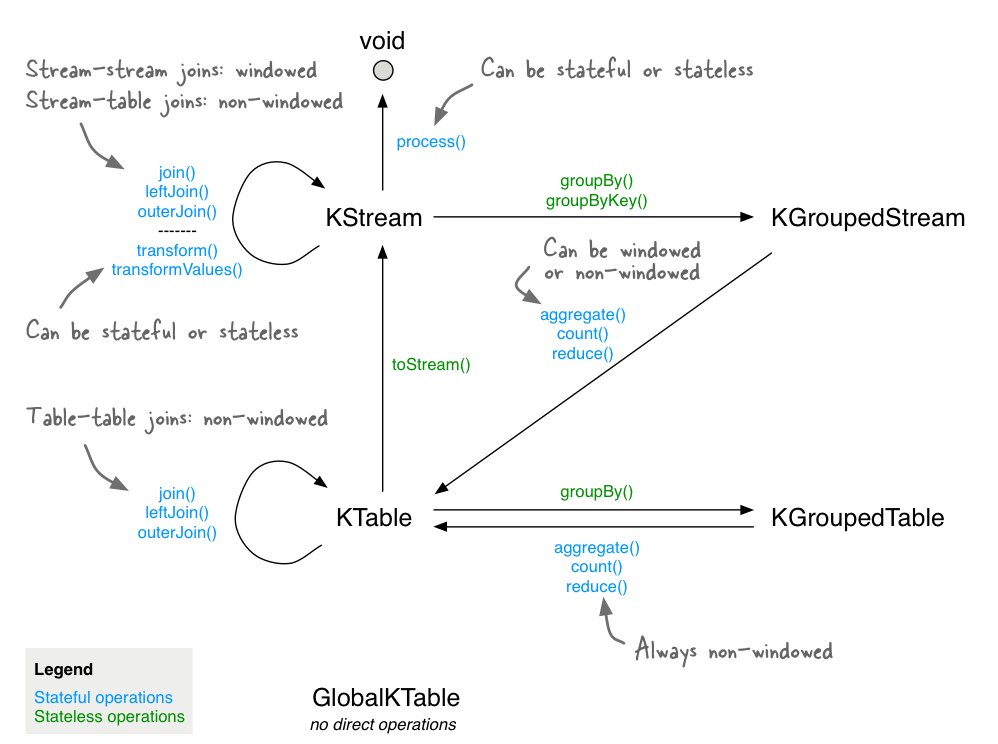 void
Stream-stream joins: windowed
Stream-table joins: non-windowed
Can be stateful or stateless
process()
join()
leftJoin()
outerJoin()
-------
transform()
transformValues()
KStream
groupBy()
groupByKey()
KGroupedStream
Can be windowed
or non-windowed
aggregate()
count()
reduce()
Can be stateful or stateless
toStream()
Table-table joins: non-windowed
join()
leftJoin()
outerJoin()
KTable
groupBy()
KGroupedTable
aggregate()
count()
reduce()
Always non-windowed
Legend
Stateful operations
Stateless operations
GlobalKTable
no direct operations